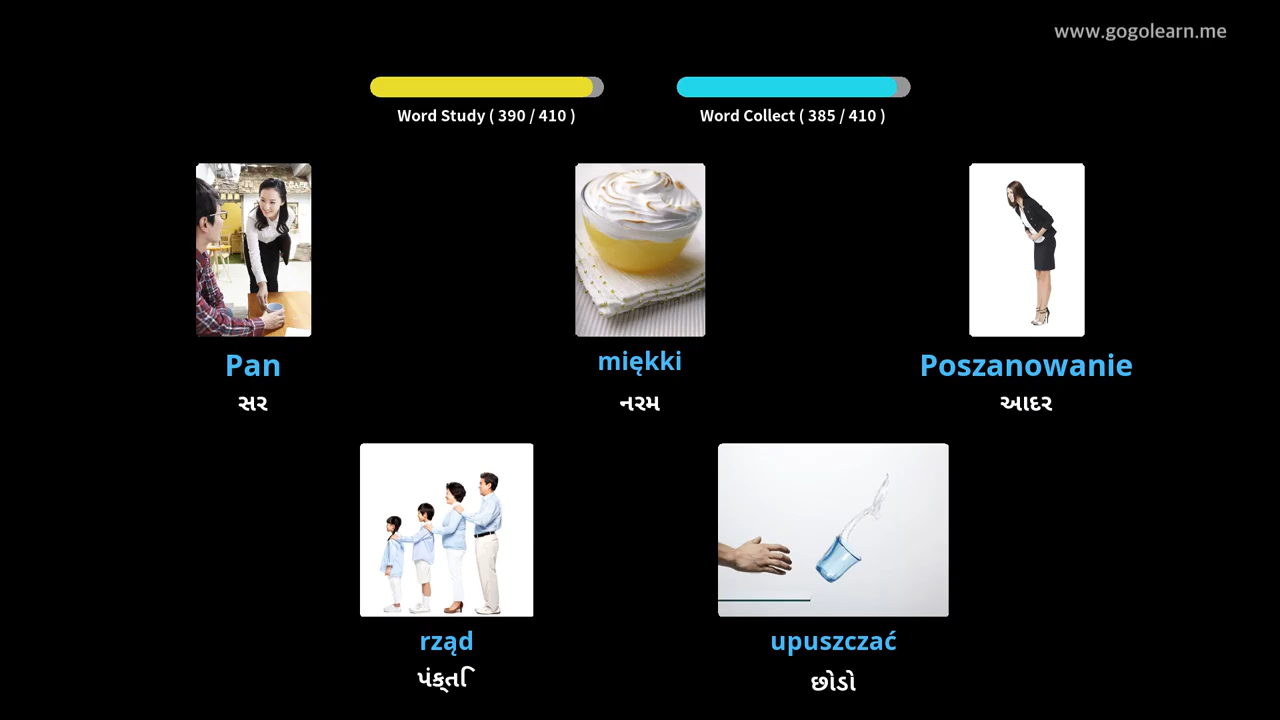 www.gogolearn.me
Word Study ( 390 / 410 )
Word Collect ( 385 / 410 )
Pan
સર
miękki
નરમ
Poszanowanie
આદર
rząd
પંક્તિ
upuszczać
છોડો